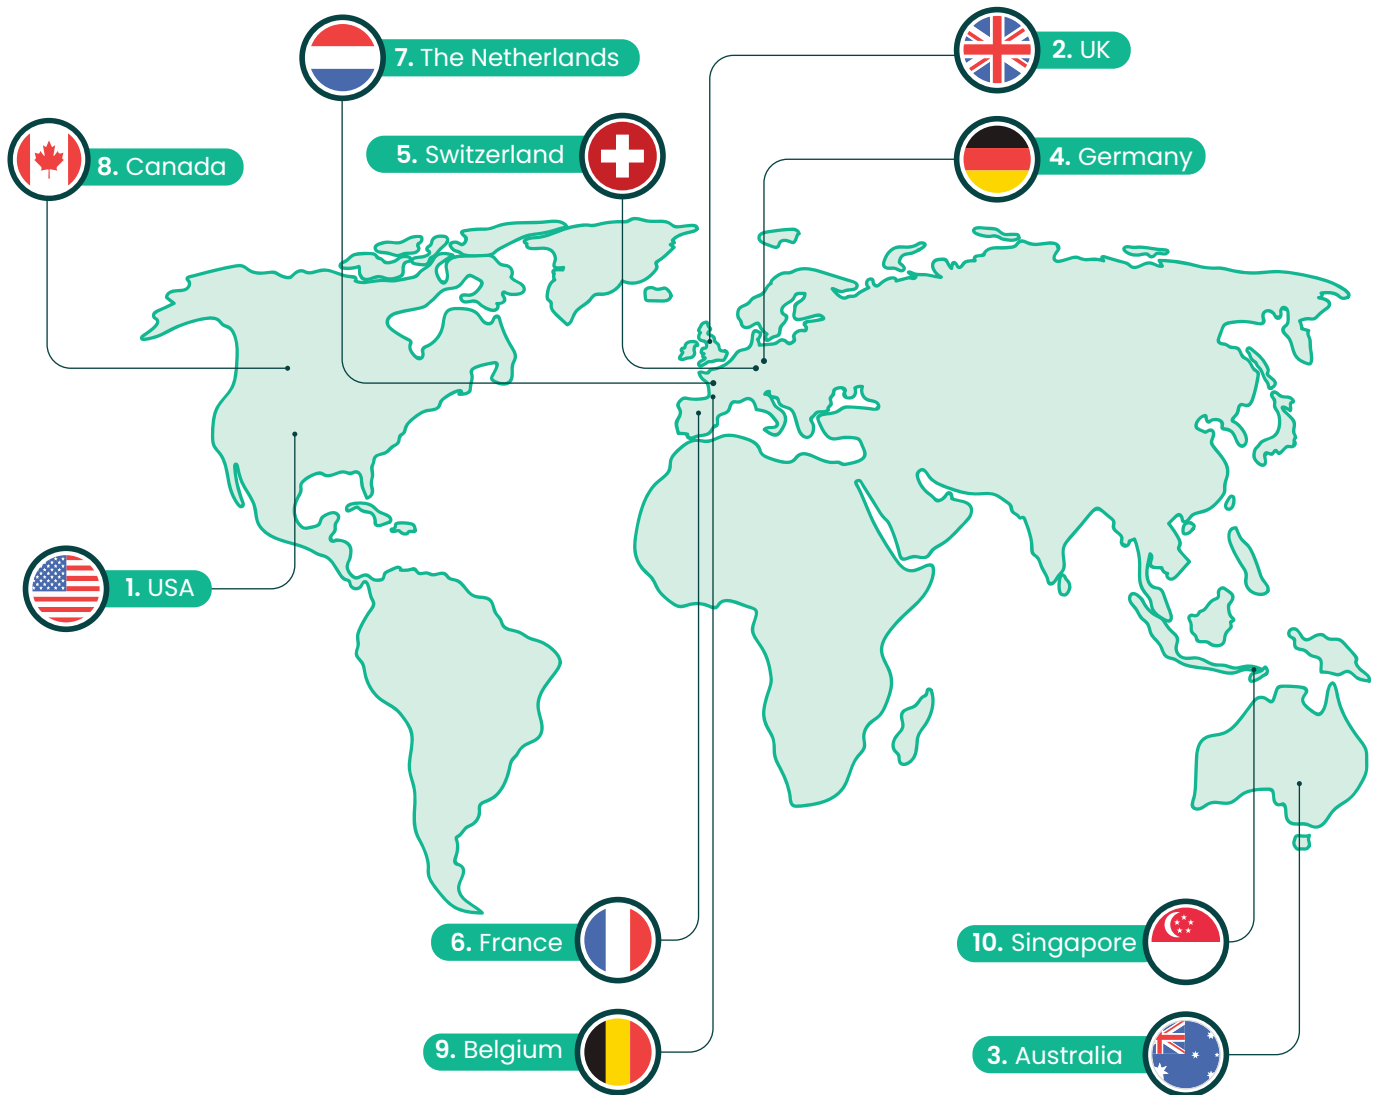 7. The Netherlands
2. UK
8. Canada
5. Switzerland
4. Germany
1. USA
6. France
10. Singapore
9. Belgium
3. Australia